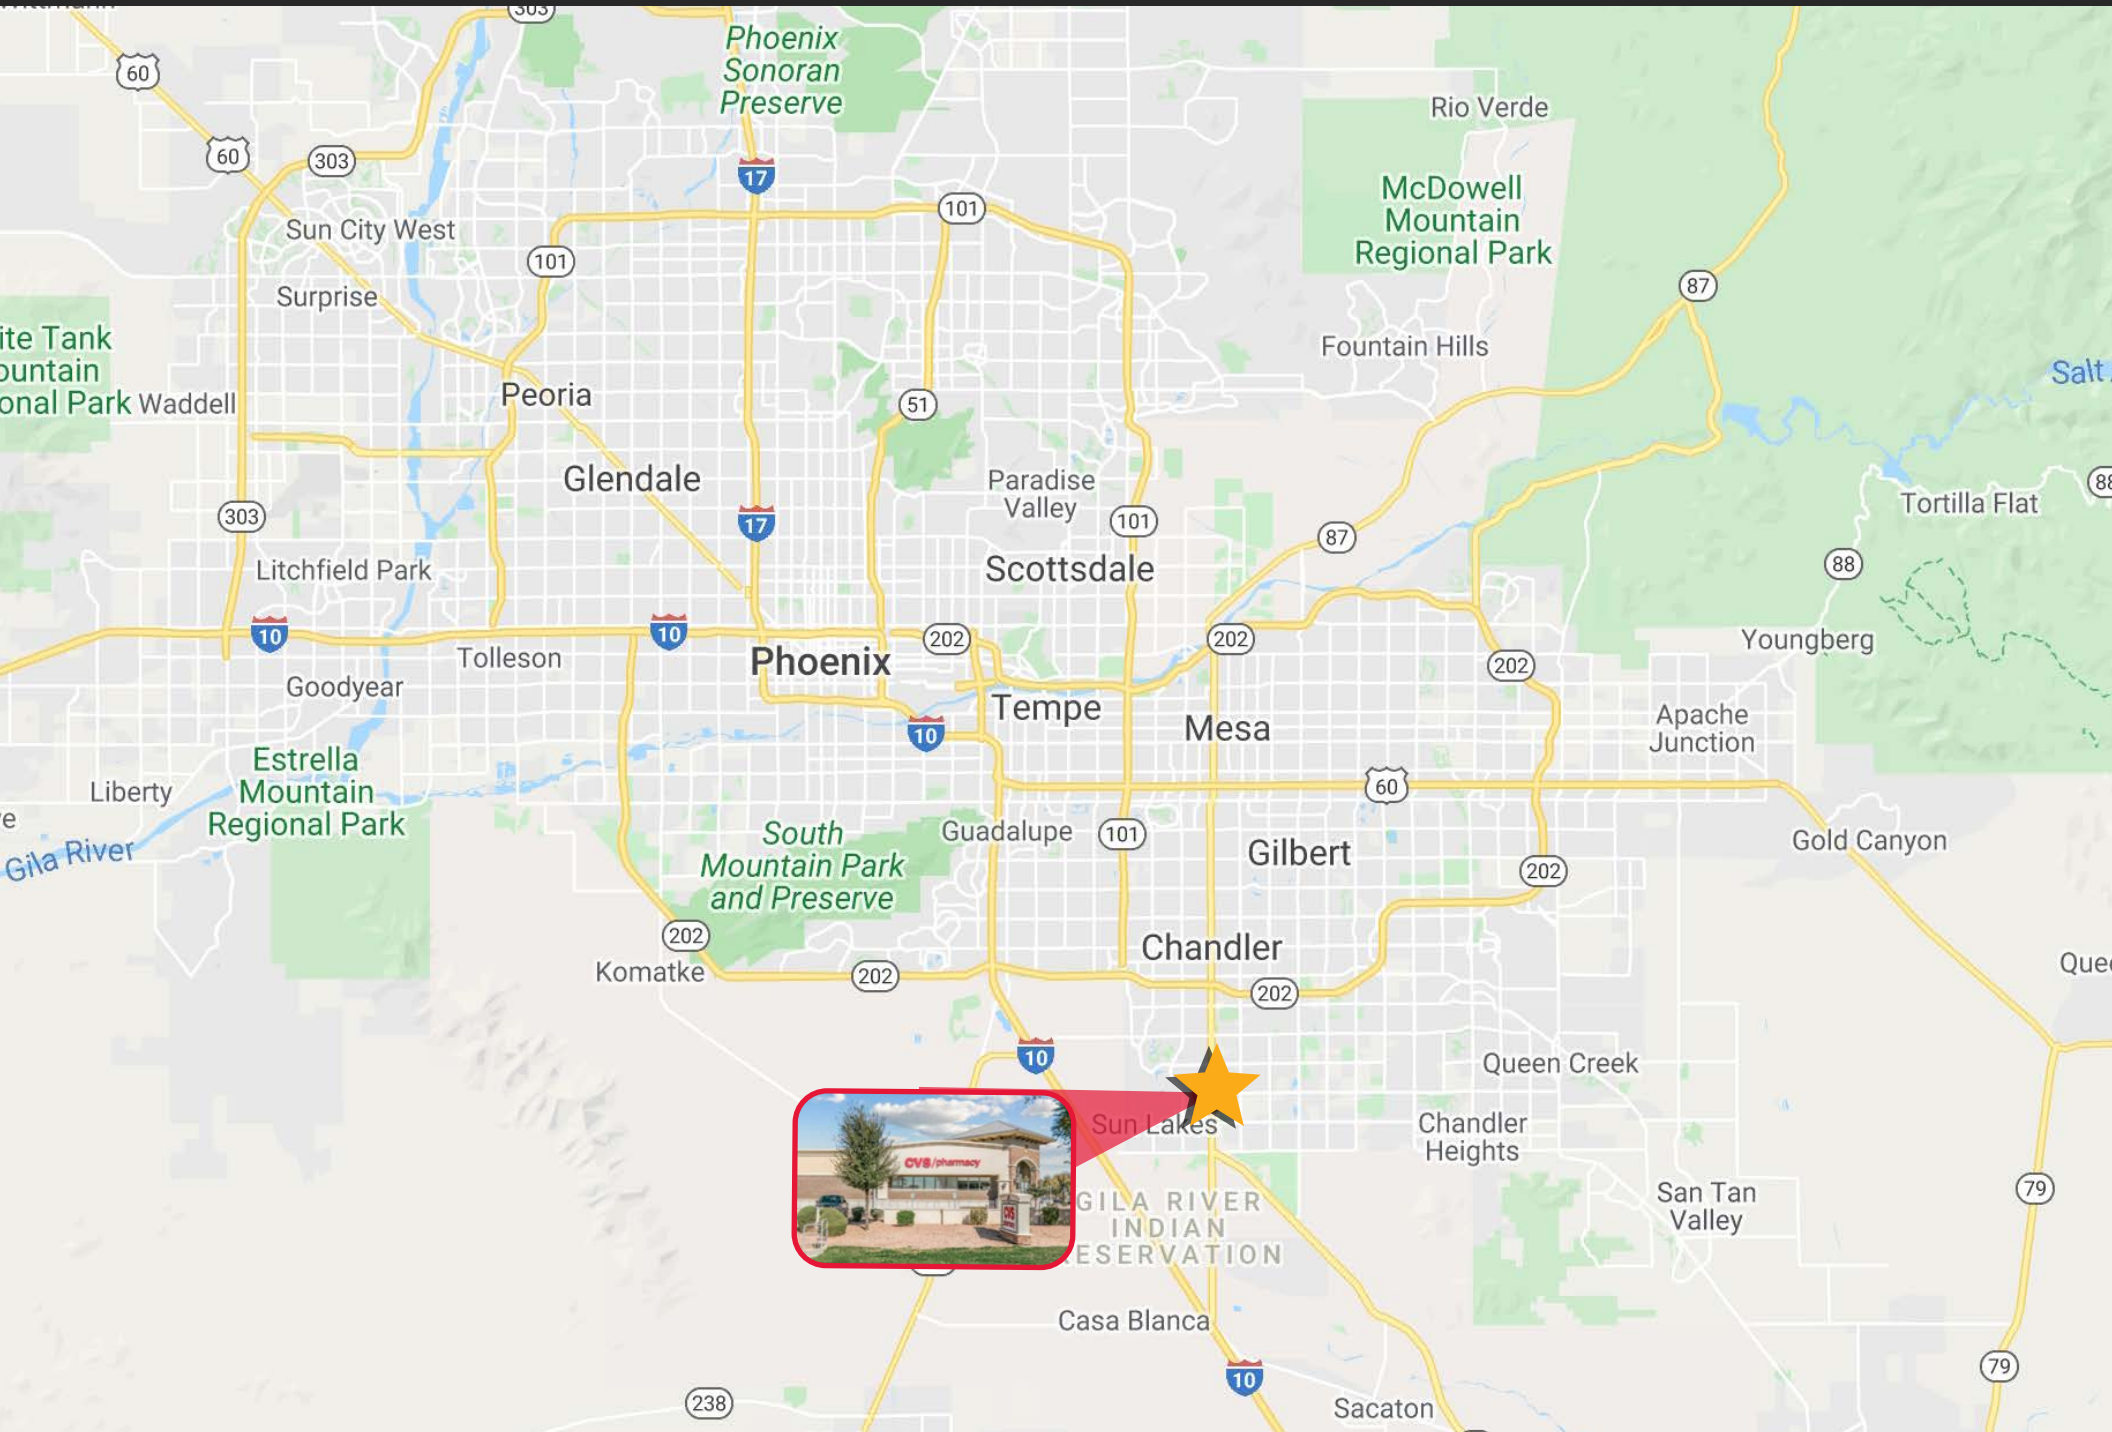 303
Phoenix
Sonoran
Preserve
60
Rio Verde
60
303
17
McDowell
Mountain
Regional Park
101
Sun City West
101
87
Surprise
ite Tank
ountain
onal Park
Waddell
Fountain Hills
Salt
Peoria
51
Glendale
Paradise
Valley
88
Tortilla Flat
303
17
101
87
Litchfield Park
Scottsdale
88
10
10
202
202
Youngberg
Tolleson
Phoenix
202
Goodyear
Tempe
Apache
Junction
10
Mesa
Estrella
Mountain
Regional Park
Liberty
60
e
Gila River
South
Mountain Park
and Preserve
Guadalupe
101
Gilbert
Gold Canyon
202
202
Chandler
Komatke
202
202
Que
10
Queen Creek
Sun Lakes
Chandler
Heights
CVS/pharmacy
CVS
GILA RIVER
INDIAN
ESERVATION
San Tan
Valley
79
Casa Blanca
10
79
238
Sacaton